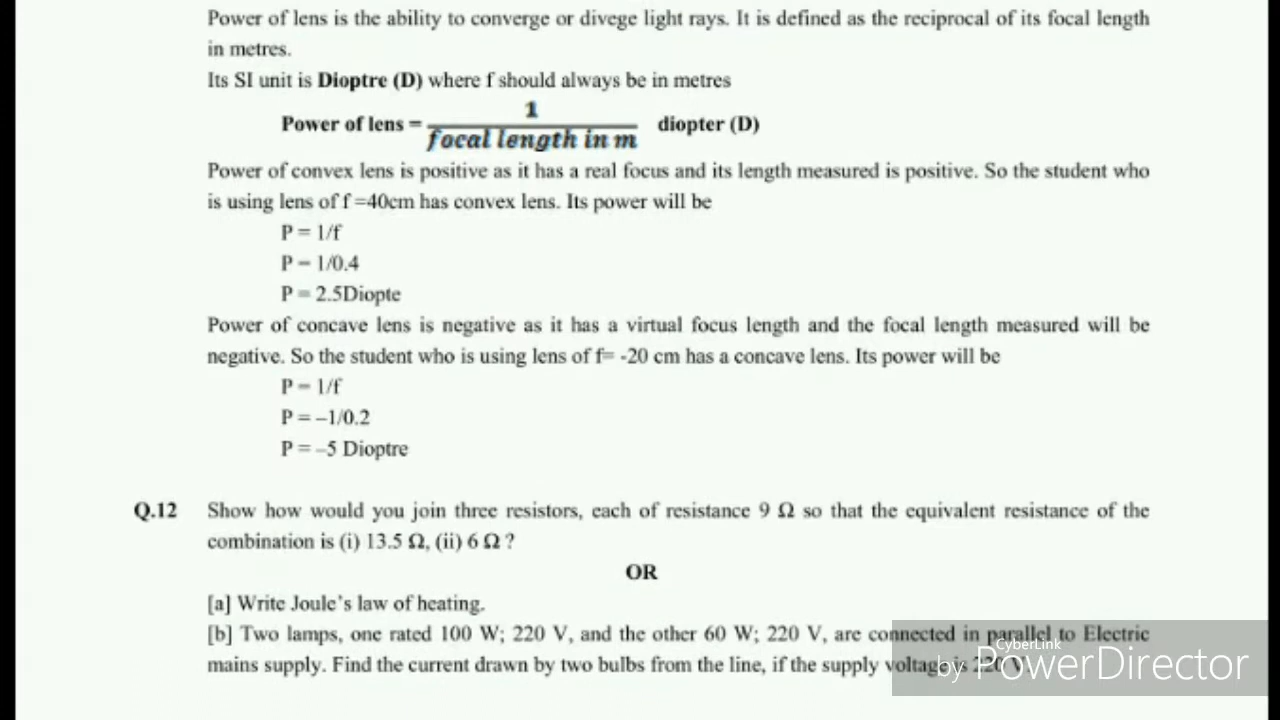 Power of lens is the ability to converge or divege light rays. It is defined as the reciprocal of its focal length
in metres.
Its SI unit is Dioptre (D) where f should always be in metres
Power of lens = 1/focal length in m diopter (D)
Power of convex lens is positive as it has a real focus and its length measured is positive. So the student who
is using lens of f =40cm has convex lens. Its power will be
P = 1/f
P = 1/0.4
P = 2.5Diopte
Power of concave lens is negative as it has a virtual focus length and the focal length measured will be
negative. So the student who is using lens of f= -20 cm has a concave lens. Its power will be
P = 1/f
P = –1/0.2
P = –5 Dioptre
Q.12 Show how would you join three resistors, each of resistance 9 Ω so that the equivalent resistance of the
combination is (i) 13.5 Ω, (ii) 6 Ω ?
OR
[a] Write Joule's law of heating.
[b] Two lamps, one rated 100 W; 220 V, and the other 60 W; 220 V, are connected in parallel to Electric
mains supply. Find the current drawn by two bulbs from the line, if the supply voltage is 220 V.
CyberLink
by PowerDirector